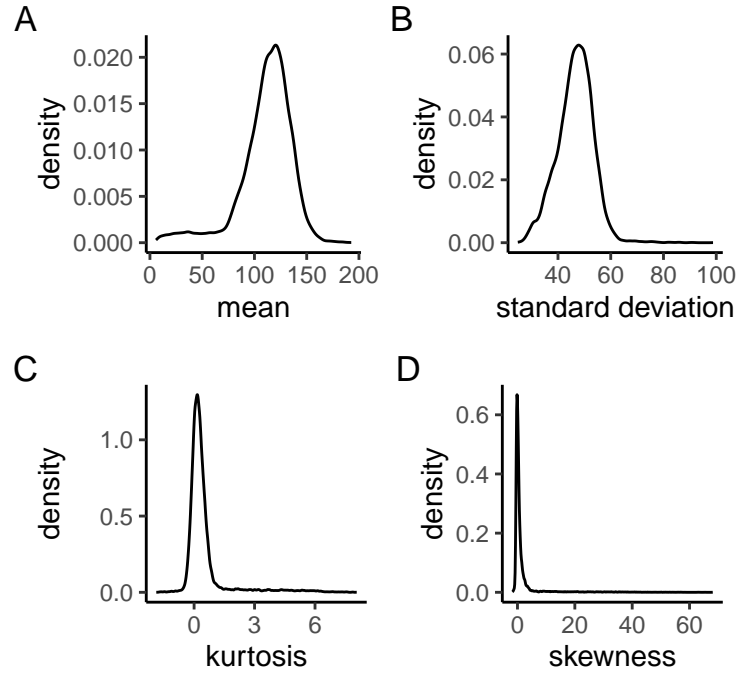 A
density
0.020
0.015
0.010
0.005
0.000
0 50 100 150 200
mean
B
density
0.06
0.04
0.02
0.00
40 60 80 100
standard deviation
C
density
1.0
0.5
0.0
0 3 6
kurtosis
D
density
0.6
0.4
0.2
0.0
0 20 40 60
skewness